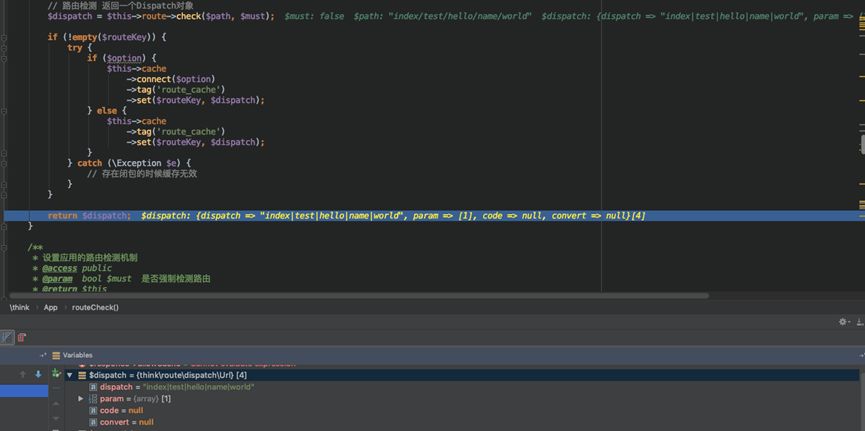 // 路由检测 返回一个Dispatch对象
$dispatch = $this->route->check($path, $must);  $must: false  $path: "index/test/hello/name/world"  $dispatch: {dispatch => "index|test|hello|name|world", param => [
if (!empty($routeKey)) {
try {
if ($option) {
$this->cache
->connect($option)
->tag('route_cache')
->set($routeKey, $dispatch);
} else {
$this->cache
->tag('route_cache')
->set($routeKey, $dispatch);
}
} catch (\Exception $e) {
// 存在闭包的时候缓存无效
}
}
return $dispatch;  $dispatch: {dispatch => "index|test|hello|name|world", param => [1], code => null, convert => null}[4]
}
/**
* 设置应用的路由检测机制
* @access public
* @param  bool $must  是否强制检测路由
* @return $this
\think > App > routeCheck()
Variables
$dispatch = {think\route\dispatch\Url} [4]
dispatch = "index|test|hello|name|world"
param = {array} [1]
code = null
convert = null